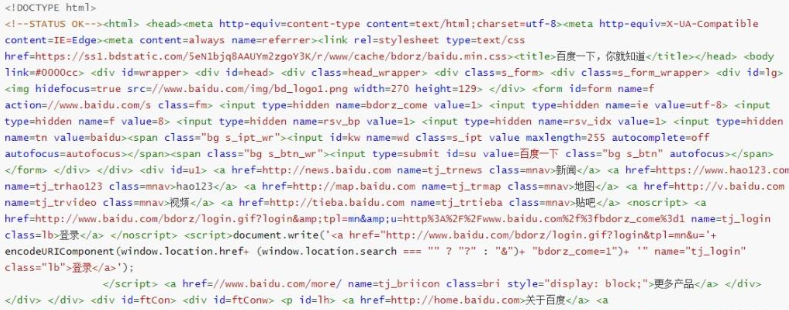 <!DOCTYPE html>
<!--STATUS OK--><html> <head><meta http-equiv=content-type content=text/html;charset=utf-8><meta http-equiv=X-UA-Compatible
content=IE=Edge><meta content=always name=referrer><link rel=stylesheet type=text/css
href=https://ss1.bdstatic.com/5eN1bjq8AAUYm2zgoY3K/r/www/cache/bdorz/baidu.min.css><title>百度一下，你就知道</title></head> <body
link=#0000cc> <div id=wrapper> <div id=head> <div class=head_wrapper> <div class=s_form> <div class=s_form_wrapper> <div id=lg>
<img hidefocus=true src=//www.baidu.com/img/bd_logo1.png width=270 height=129> </div> <form id=form name=f
action=//www.baidu.com/s class=fm> <input type=hidden name=bdorz_come value=1> <input type=hidden name=ie value=utf-8> <input
type=hidden name=f value=8> <input type=hidden name=rsv_bp value=1> <input type=hidden name=rsv_idx value=1> <input type=hidden
name=tn value=baidu><span class="bg s_ipt_wr"><input id=kw name=wd class=s_ipt value maxlength=255 autocomplete=off
autofocus=autofocus></span><span class="bg s_btn_wr"><input type=submit id=su value=百度一下 class="bg s_btn" autofocus></span>
</form> </div> </div> <div id=u1> <a href=http://news.baidu.com name=tj_trnews class=mnav>新闻</a> <a href=https://www.hao123.com
name=tj_trhao123 class=mnav>hao123</a> <a href=http://map.baidu.com name=tj_trmap class=mnav>地图</a> <a href=http://v.baidu.com
name=tj_trvideo class=mnav>视频</a> <a href=http://tieba.baidu.com name=tj_trtieba class=mnav>贴吧</a> <noscript> <a
href=http://www.baidu.com/bdorz/login.gif?login&amp;tpl=mn&amp;u=http%3A%2F%2Fwww.baidu.com%2f%3fbdorz_come%3d1 name=tj_login
class=lb>登录</a> </noscript> <script>document.write('<a href="http://www.baidu.com/bdorz/login.gif?login&tpl=mn&u='+
encodeURIComponent(window.location.href+ (window.location.search === "" ? "?" : "&")+ "bdorz_come=1")+ '" name="tj_login"
class="lb">登录</a>');
</script> <a href=//www.baidu.com/more/ name=tj_briicon class=bri style="display: block;">更多产品</a> </div>
</div> </div> <div id=ftCon> <div id=ftConw> <p id=lh> <a href=http://home.baidu.com>关于百度</a> <a